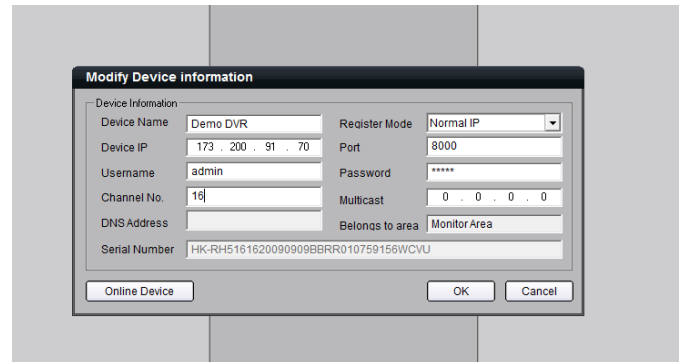 Modify Device information
Device Information
Device Name Demo DVR Register Mode Normal IP
Device IP 173 . 200 . 91 . 70 Port 8000
Username admin Password *****
Channel No. 16 Multicast 0 . 0 . 0 . 0
DNS Address Belongs to area Monitor Area
Serial Number HK-RH5161620090909BBRR010759156WCVU
Online Device OK Cancel